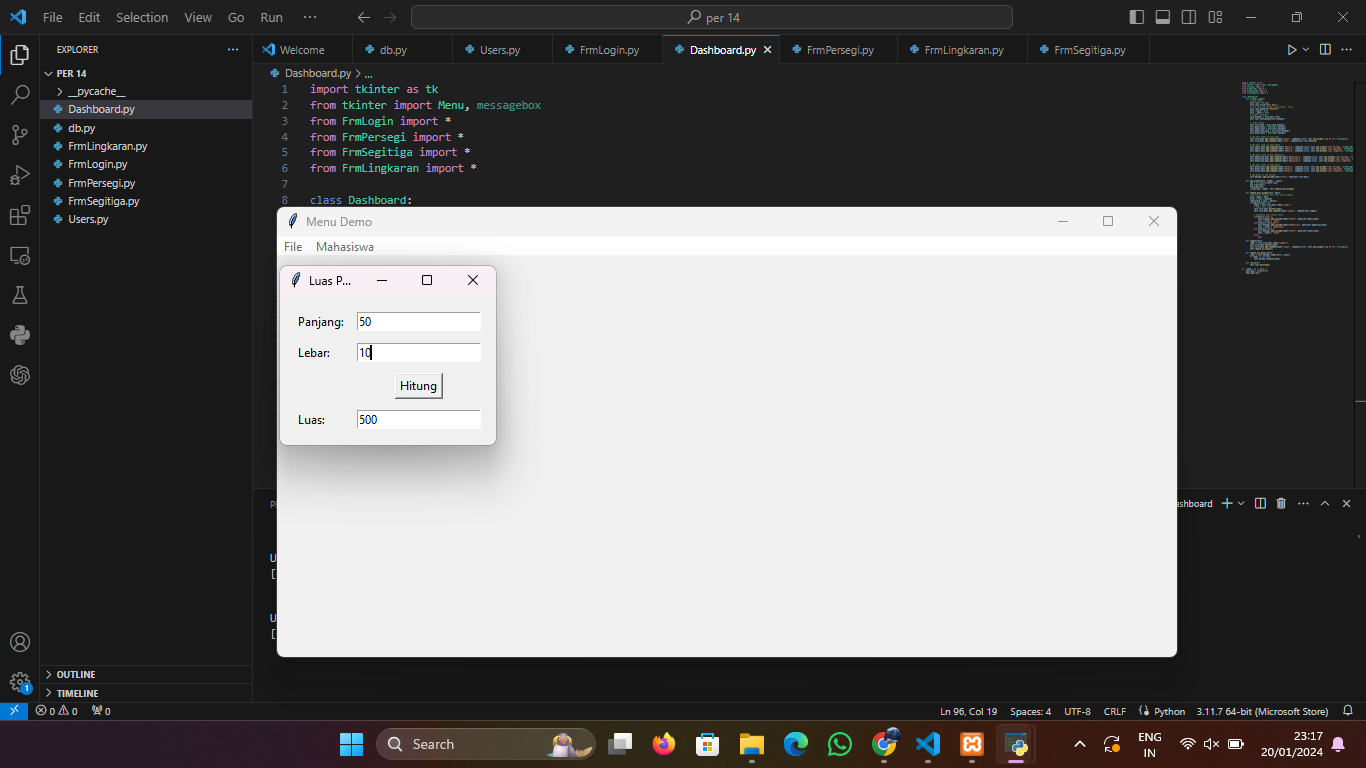 File Edit Selection View Go Run ··· per 14
EXPLORER
Welcome db.py Users.py FrmLogin.py Dashboard.py FrmPersegi.py FrmLingkaran.py FrmSegitiga.py
PER 14
__pycache__
Dashboard.py
db.py
FrmLingkaran.py
FrmLogin.py
FrmPersegi.py
FrmSegitiga.py
Users.py
Dashboard.py > ...
1 import tkinter as tk
2 from tkinter import Menu, messagebox
3 from FrmLogin import *
4 from FrmPersegi import *
5 from FrmSegitiga import *
6 from FrmLingkaran import *
7
8 class Dashboard:
Menu Demo
File Mahasiswa
Luas P...
Panjang: 50
Lebar: 10
Hitung
Luas: 500
ashboard
U
[
U
[
OUTLINE
TIMELINE
1
0 0 0
Ln 96, Col 19 Spaces: 4 UTF-8 CRLF Python 3.11.7 64-bit (Microsoft Store)
Search
ENG
IN
23:17
20/01/2024